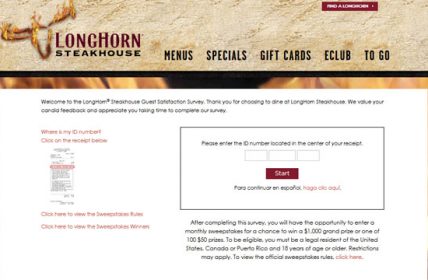 FIND A LONGHORN
LONGHORN
STEAKHOUSE
MENUS SPECIALS GIFT CARDS ECLUB TO GO
Welcome to the LongHorn® Steakhouse Guest Satisfaction Survey. Thank you for choosing to dine at Longhorn Steakhouse. We value your
candid feedback and appreciate you taking time to complete our survey.
Where is my ID number?
Click on the receipt below
Click here to view the Sweepstakes Rules
Click here to view the Sweepstakes Winners
Please enter the ID number located in the center of your receipt.
Start
Para continuar en español, haga clic aquí.
After completing this survey, you will have the opportunity to enter a
monthly sweepstakes for a chance to win a $1,000 grand prize or one of
100 $50 prizes. To be eligible, you must be a legal resident of the United
States, Canada or Puerto Rico and 18 years of age or older. Restrictions
may apply. To view the official sweepstakes rules, click here.